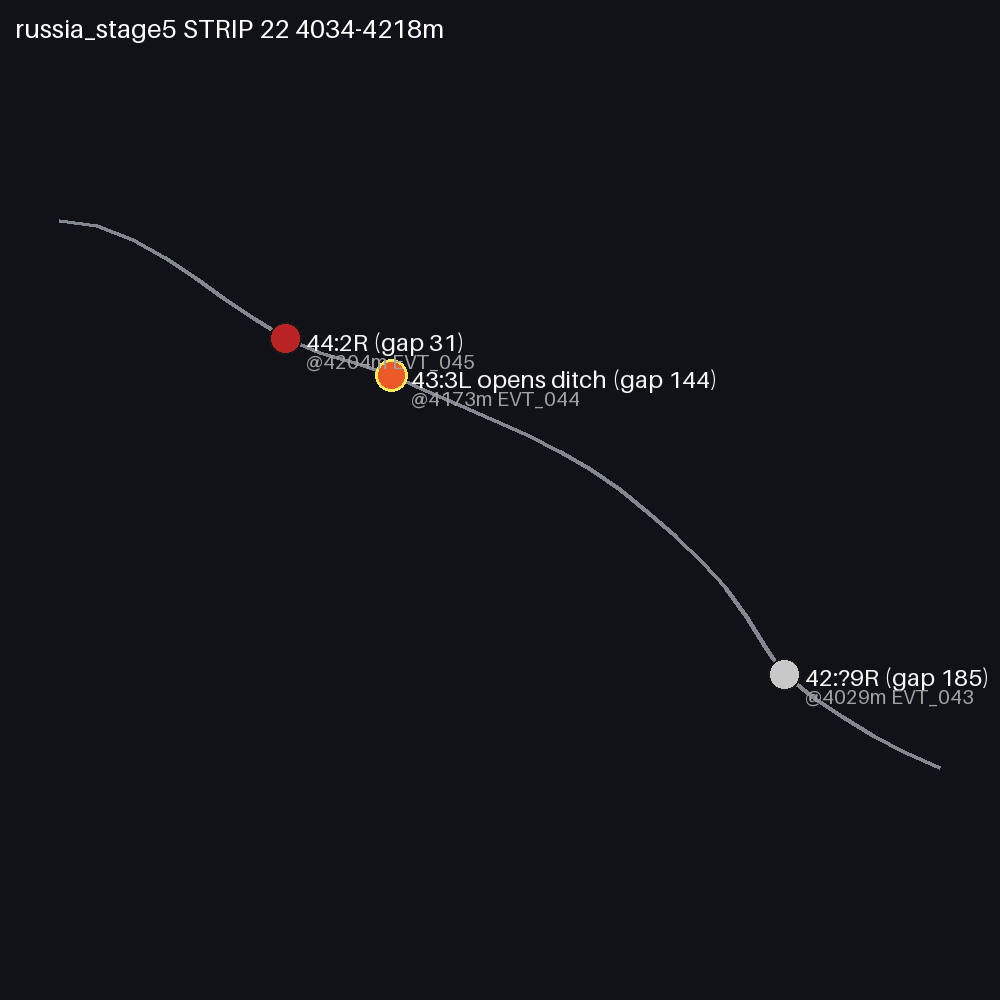 russia_stage5 STRIP 22 4034-4218m
44:2R (gap 31)
@4204m EVT_045
43:3L opens ditch (gap 144)
@4173m EVT_044
42:?9R (gap 185)
@4029m EVT_043